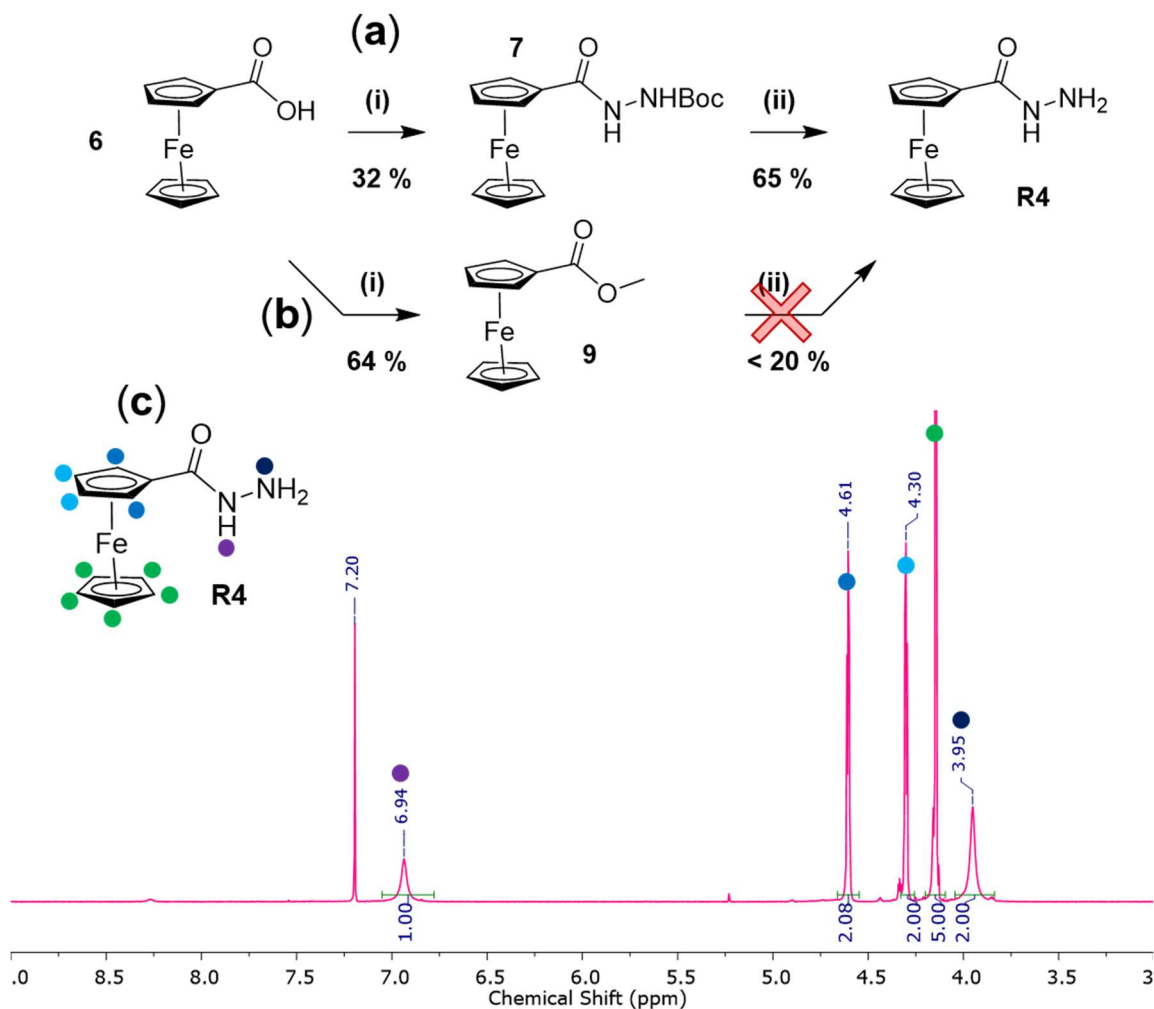 (a)
O
OH
Fe
6
(i)
32 %
7
O
N
H
NHBoc
Fe
(ii)
65 %
O
N
H
NH2
Fe
R4
(b)
(i)
64 %
O
O
Fe
9
(ii)
< 20 %
(c)
O
N
H
NH2
Fe
R4
7.20
6.94
4.61
4.30
3.95
1.00
2.08
2.00
5.00
2.00
.0 8.5 8.0 7.5 7.0 6.5 6.0 5.5 5.0 4.5 4.0 3.5 3
Chemical Shift (ppm)